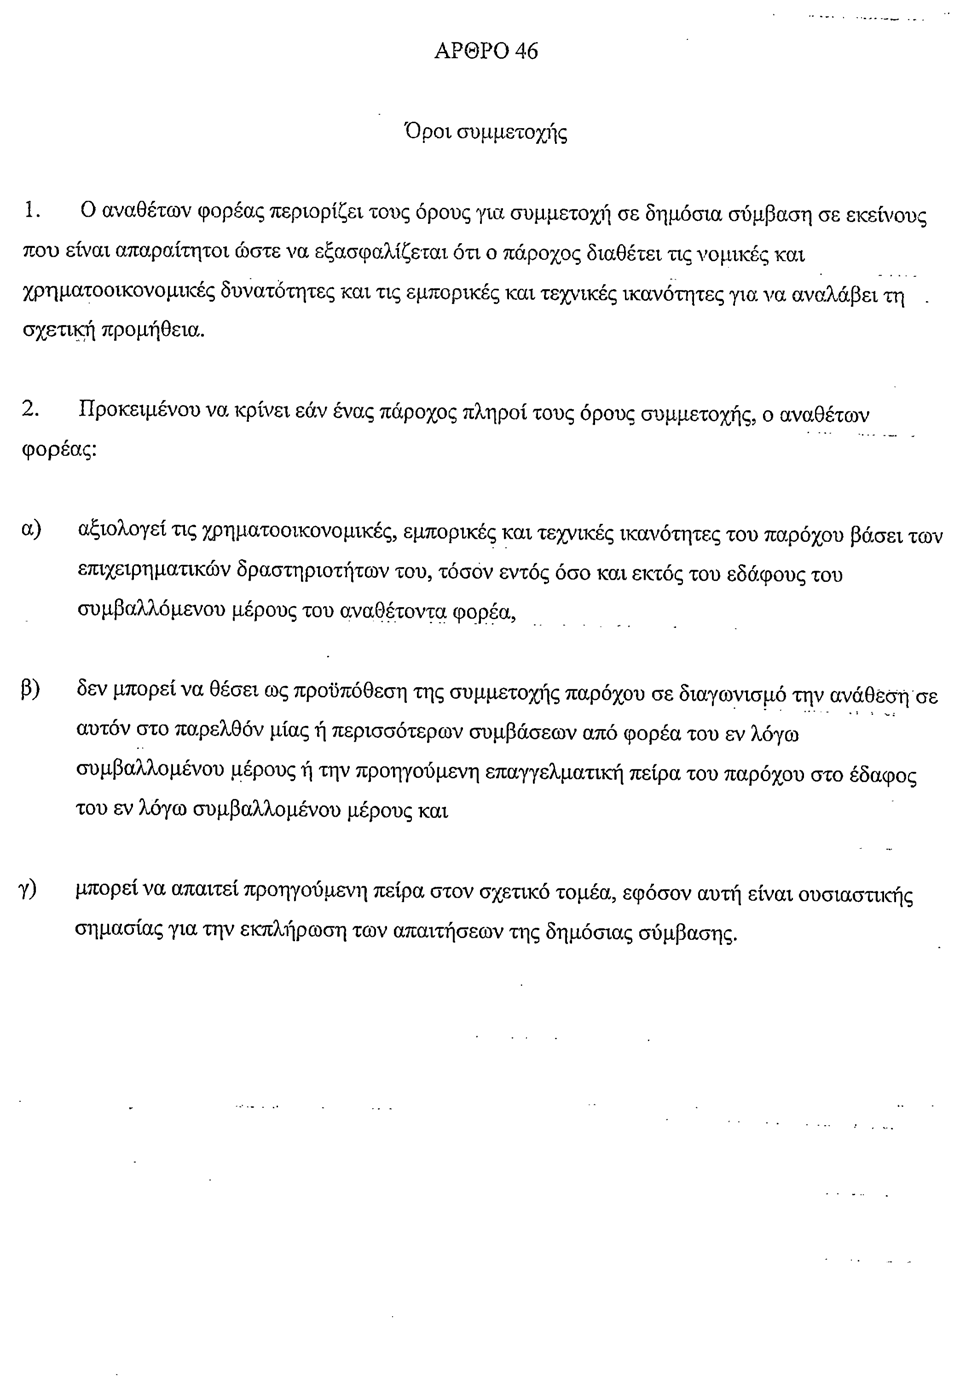 ΑΡΘΡΟ 46
Όροι συμμετοχής
1. Ο αναθέτων φορέας περιορίζει τους όρους για συμμετοχή σε δημόσια σύμβαση σε εκείνους
που είναι απαραίτητοι ώστε να εξασφαλίζεται ότι ο πάροχος διαθέτει τις νομικές και
χρηματοοικονομικές δυνατότητες και τις εμπορικές και τεχνικές ικανότητες για να αναλάβει τη
σχετική προμήθεια.
2. Προκειμένου να κρίνει εάν ένας πάροχος πληροί τους όρους συμμετοχής, ο αναθέτων
φορέας:
α) αξιολογεί τις χρηματοοικονομικές, εμπορικές και τεχνικές ικανότητες του παρόχου βάσει των
επιχειρηματικών δραστηριοτήτων του, τόσον εντός όσο και εκτός του εδάφους του
συμβαλλόμενου μέρους του αναθέτοντα φορέα,
β) δεν μπορεί να θέσει ως προϋπόθεση της συμμετοχής παρόχου σε διαγωνισμό την ανάθεση σε
αυτόν στο παρελθόν μίας ή περισσότερων συμβάσεων από φορέα του εν λόγω
συμβαλλομένου μέρους ή την προηγούμενη επαγγελματική πείρα του παρόχου στο έδαφος
του εν λόγω συμβαλλομένου μέρους και
γ) μπορεί να απαιτεί προηγούμενη πείρα στον σχετικό τομέα, εφόσον αυτή είναι ουσιαστικής
σημασίας για την εκπλήρωση των απαιτήσεων της δημόσιας σύμβασης.